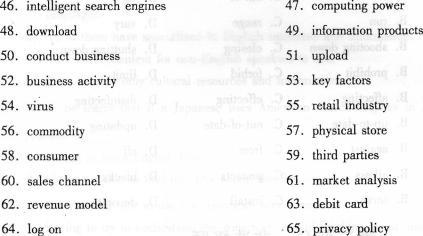 46. intelligent search engines 47. computing power
48. download 49. information products
50. conduct business 51. upload
52. business activity 53. key factors
54. virus 55. retail industry
56. commodity 57. physical store
58. consumer 59. third parties
60. sales channel 61. market analysis
62. revenue model 63. debit card
64. log on 65. privacy policy